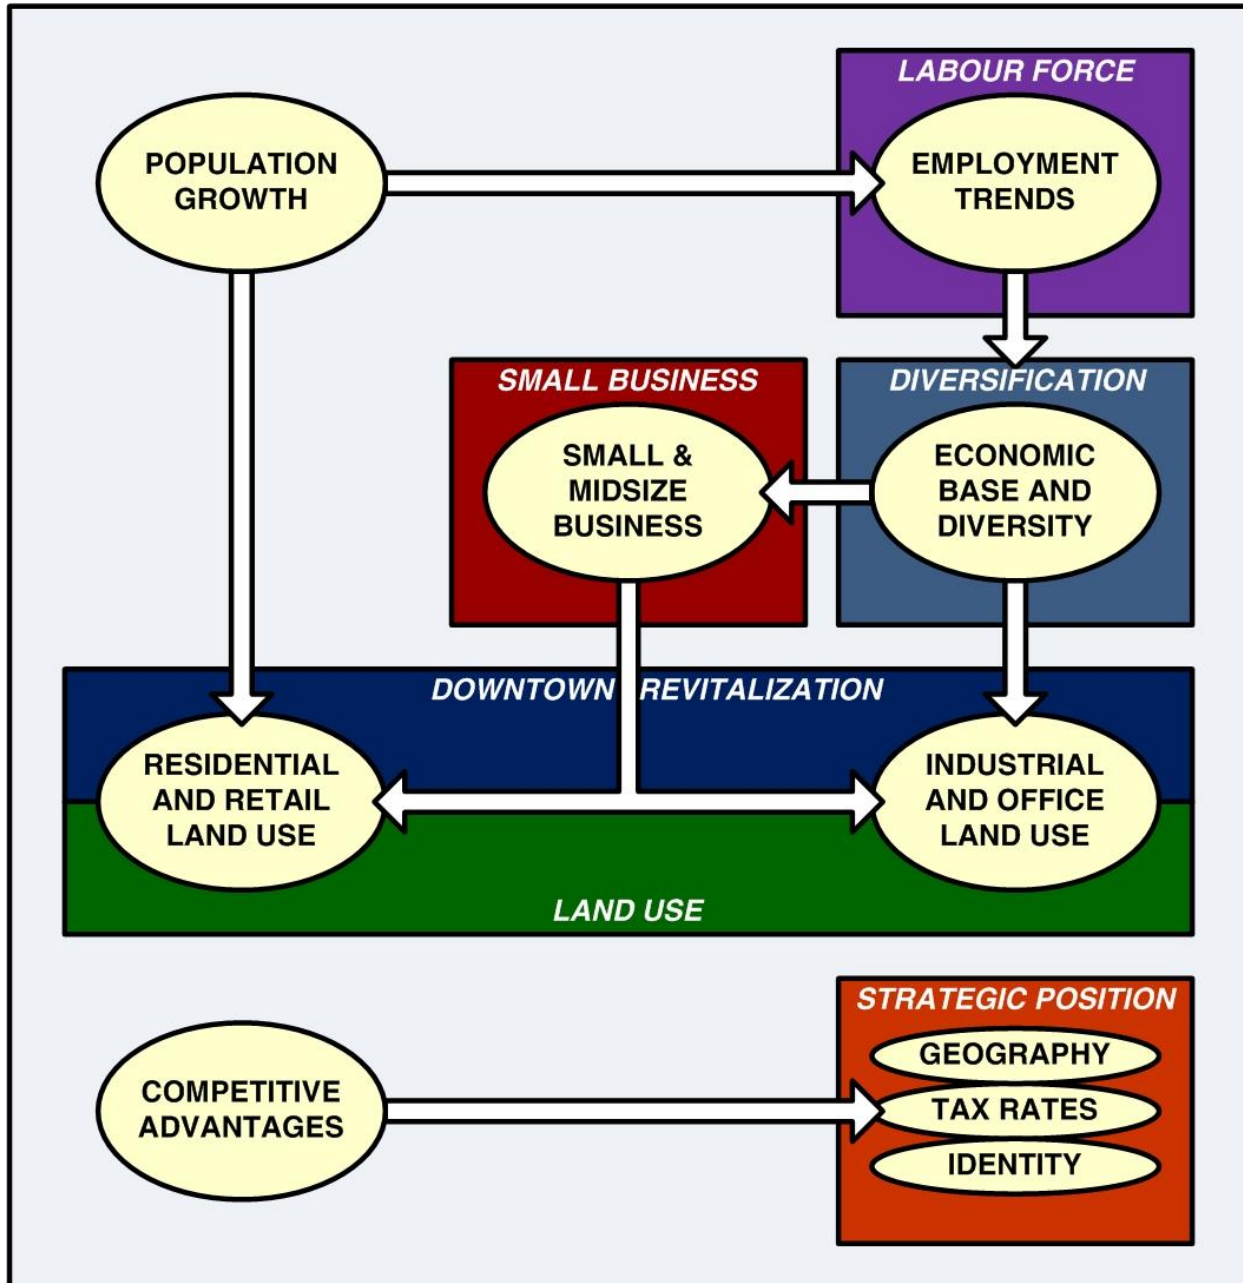 LABOUR FORCE
POPULATION
GROWTH
EMPLOYMENT
TRENDS
SMALL BUSINESS
SMALL &
MIDSIZE
BUSINESS
DIVERSIFICATION
ECONOMIC
BASE AND
DIVERSITY
DOWNTOWN REVITALIZATION
RESIDENTIAL
AND RETAIL
LAND USE
INDUSTRIAL
AND OFFICE
LAND USE
LAND USE
COMPETITIVE
ADVANTAGES
STRATEGIC POSITION
GEOGRAPHY
TAX RATES
IDENTITY